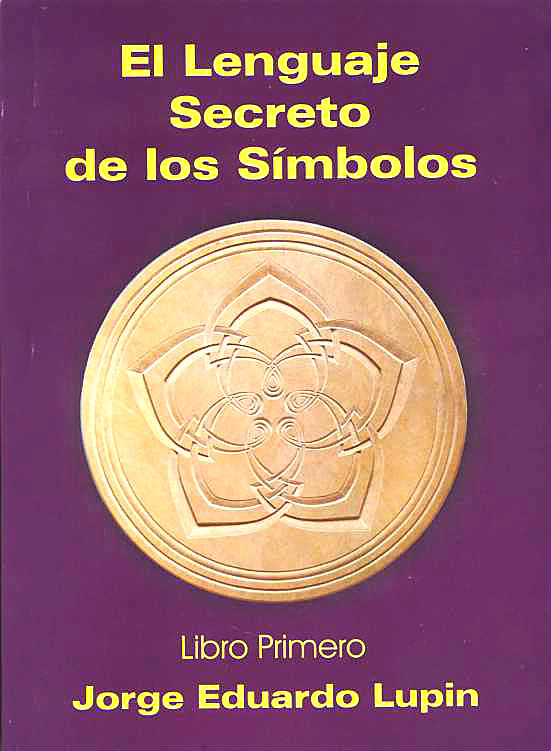 El Lenguaje
Secreto
de los Símbolos
Libro Primero
Jorge Eduardo Lupin